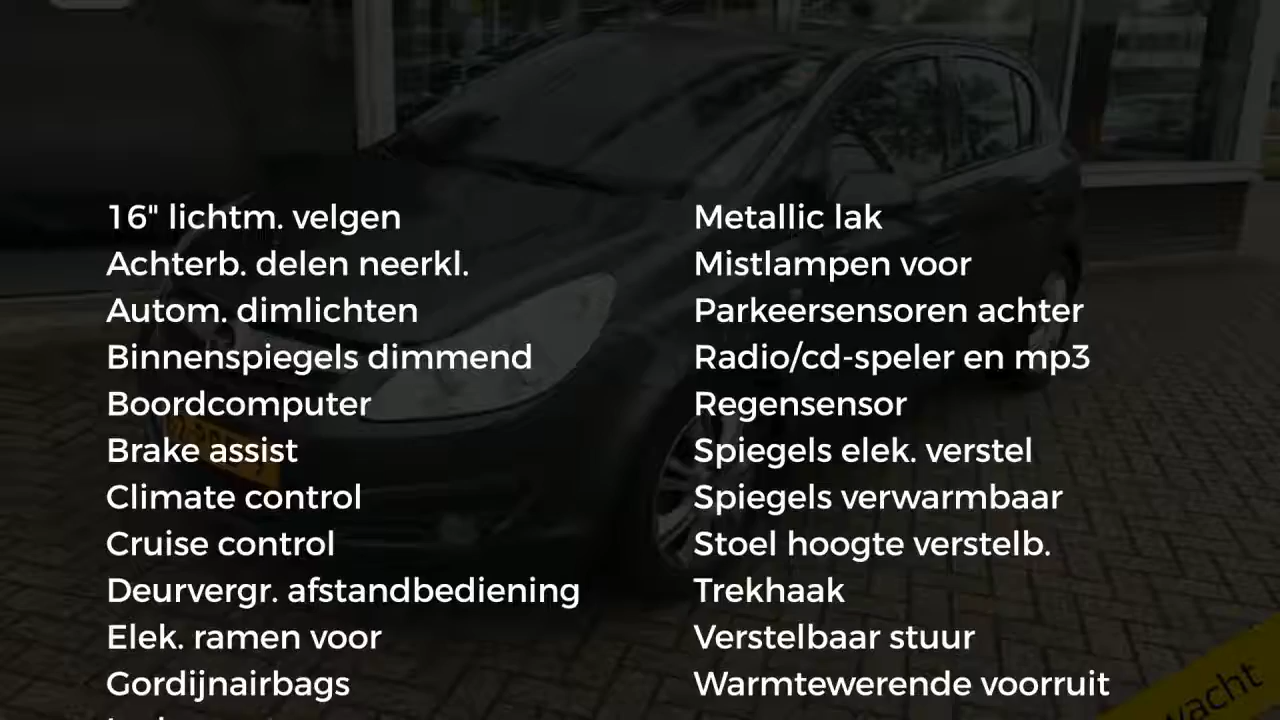 16" lichtm. velgen
Achterb. delen neerkl.
Autom. dimlichten
Binnenspiegels dimmend
Boordcomputer
Brake assist
Climate control
Cruise control
Deurvergr. afstandbediening
Elek. ramen voor
Gordijnairbags
Metallic lak
Mistlampen voor
Parkeersensoren achter
Radio/cd-speler en mp3
Regensensor
Spiegels elek. verstel
Spiegels verwarmbaar
Stoel hoogte verstelb.
Trekhaak
Verstelbaar stuur
Warmtewerende voorruit